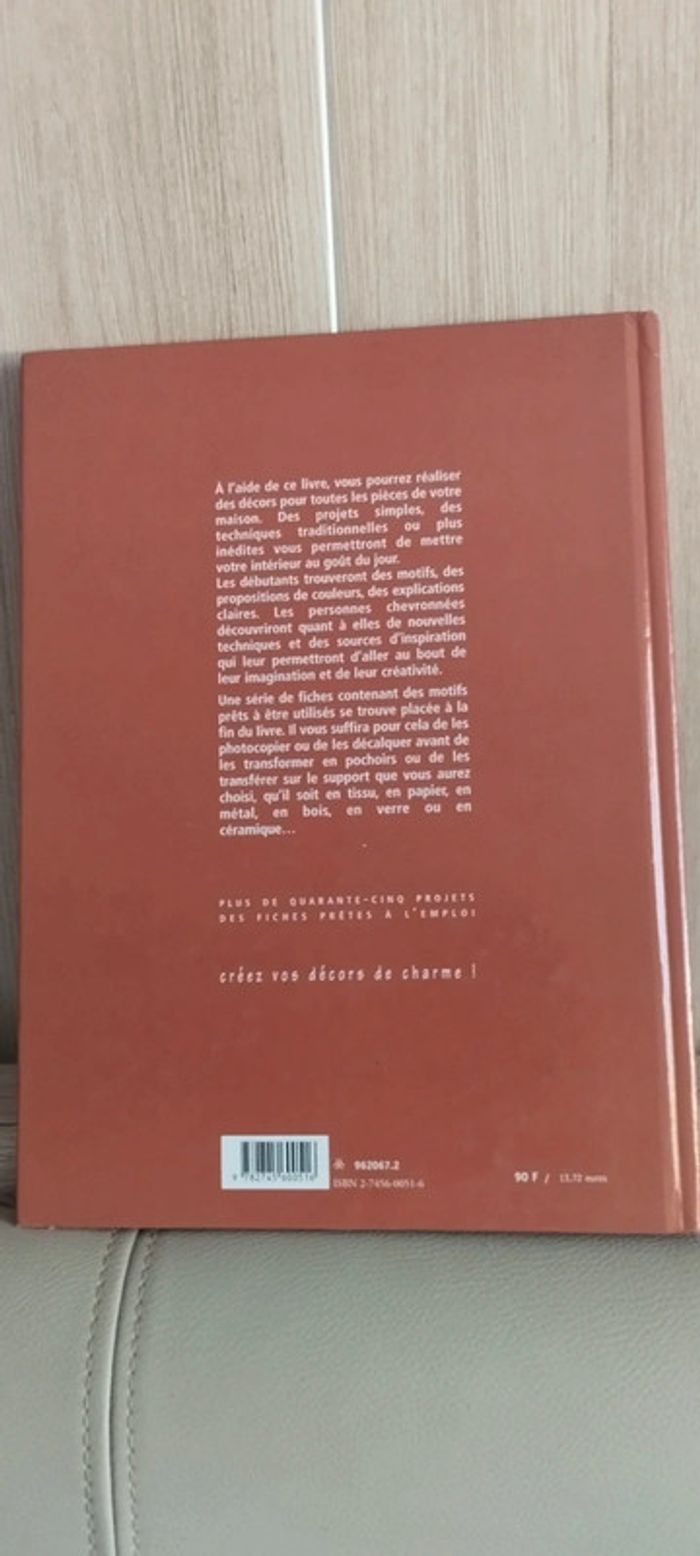 À l'aide de ce livre, vous pourrez réaliser
des décors pour toutes les pièces de votre
maison. Des projets simples, des
techniques traditionnelles ou plus
inédites vous permettront de mettre
votre intérieur au goût du jour.
Les débutants trouveront des motifs, des
propositions de couleurs, des explications
claires. Les personnes chevronnées
découvriront quant à elles de nouvelles
techniques et des sources d'inspiration
qui leur permettront d'aller au bout de
leur imagination et de leur créativité.
Une série de fiches contenant des motifs
prêts à être utilisés se trouve placée à la
fin du livre. Il vous suffira pour cela de les
photocopier ou de les décalquer avant de
les transformer en pochoirs ou de les
transférer sur le support que vous aurez
choisi, qu'il soit en tissu, en papier, en
métal, en bois, en verre ou en
céramique...
PLUS DE QUARANTE-CINQ PROJETS
DES FICHES PRÊTES À L'EMPLOI
créez vos décors de charme !
9 782745 600516
962067.2
ISBN 2-7456-0051-6
90 F / 13,72 euros